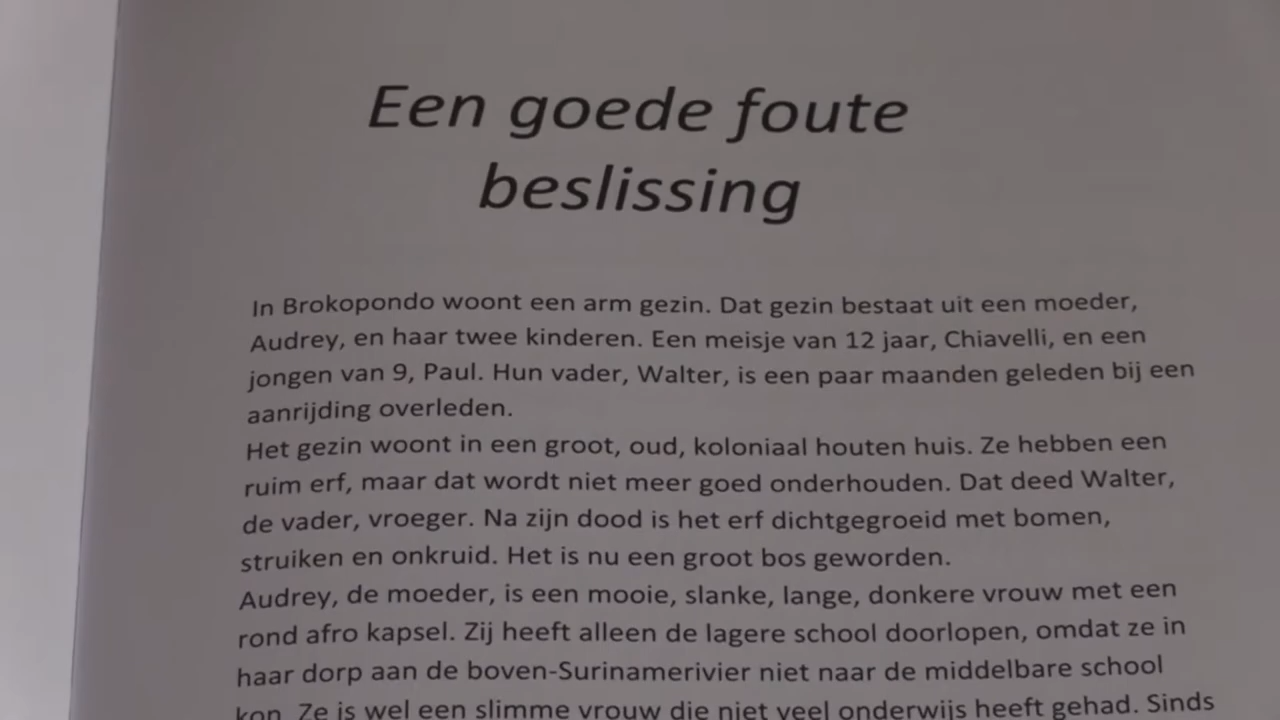 Een goede foute
beslissing
In Brokopondo woont een arm gezin. Dat gezin bestaat uit een moeder,
Audrey, en haar twee kinderen. Een meisje van 12 jaar, Chiavelli, en een
jongen van 9, Paul. Hun vader, Walter, is een paar maanden geleden bij een
aanrijding overleden.
Het gezin woont in een groot, oud, koloniaal houten huis. Ze hebben een
ruim erf, maar dat wordt niet meer goed onderhouden. Dat deed Walter,
de vader, vroeger. Na zijn dood is het erf dichtgegroeid met bomen,
struiken en onkruid. Het is nu een groot bos geworden.
Audrey, de moeder, is een mooie, slanke, lange, donkere vrouw met een
rond afro kapsel. Zij heeft alleen de lagere school doorlopen, omdat ze in
haar dorp aan de boven-Surinamerivier niet naar de middelbare school
kon. Ze is wel een slimme vrouw die niet veel onderwijs heeft gehad. Sinds